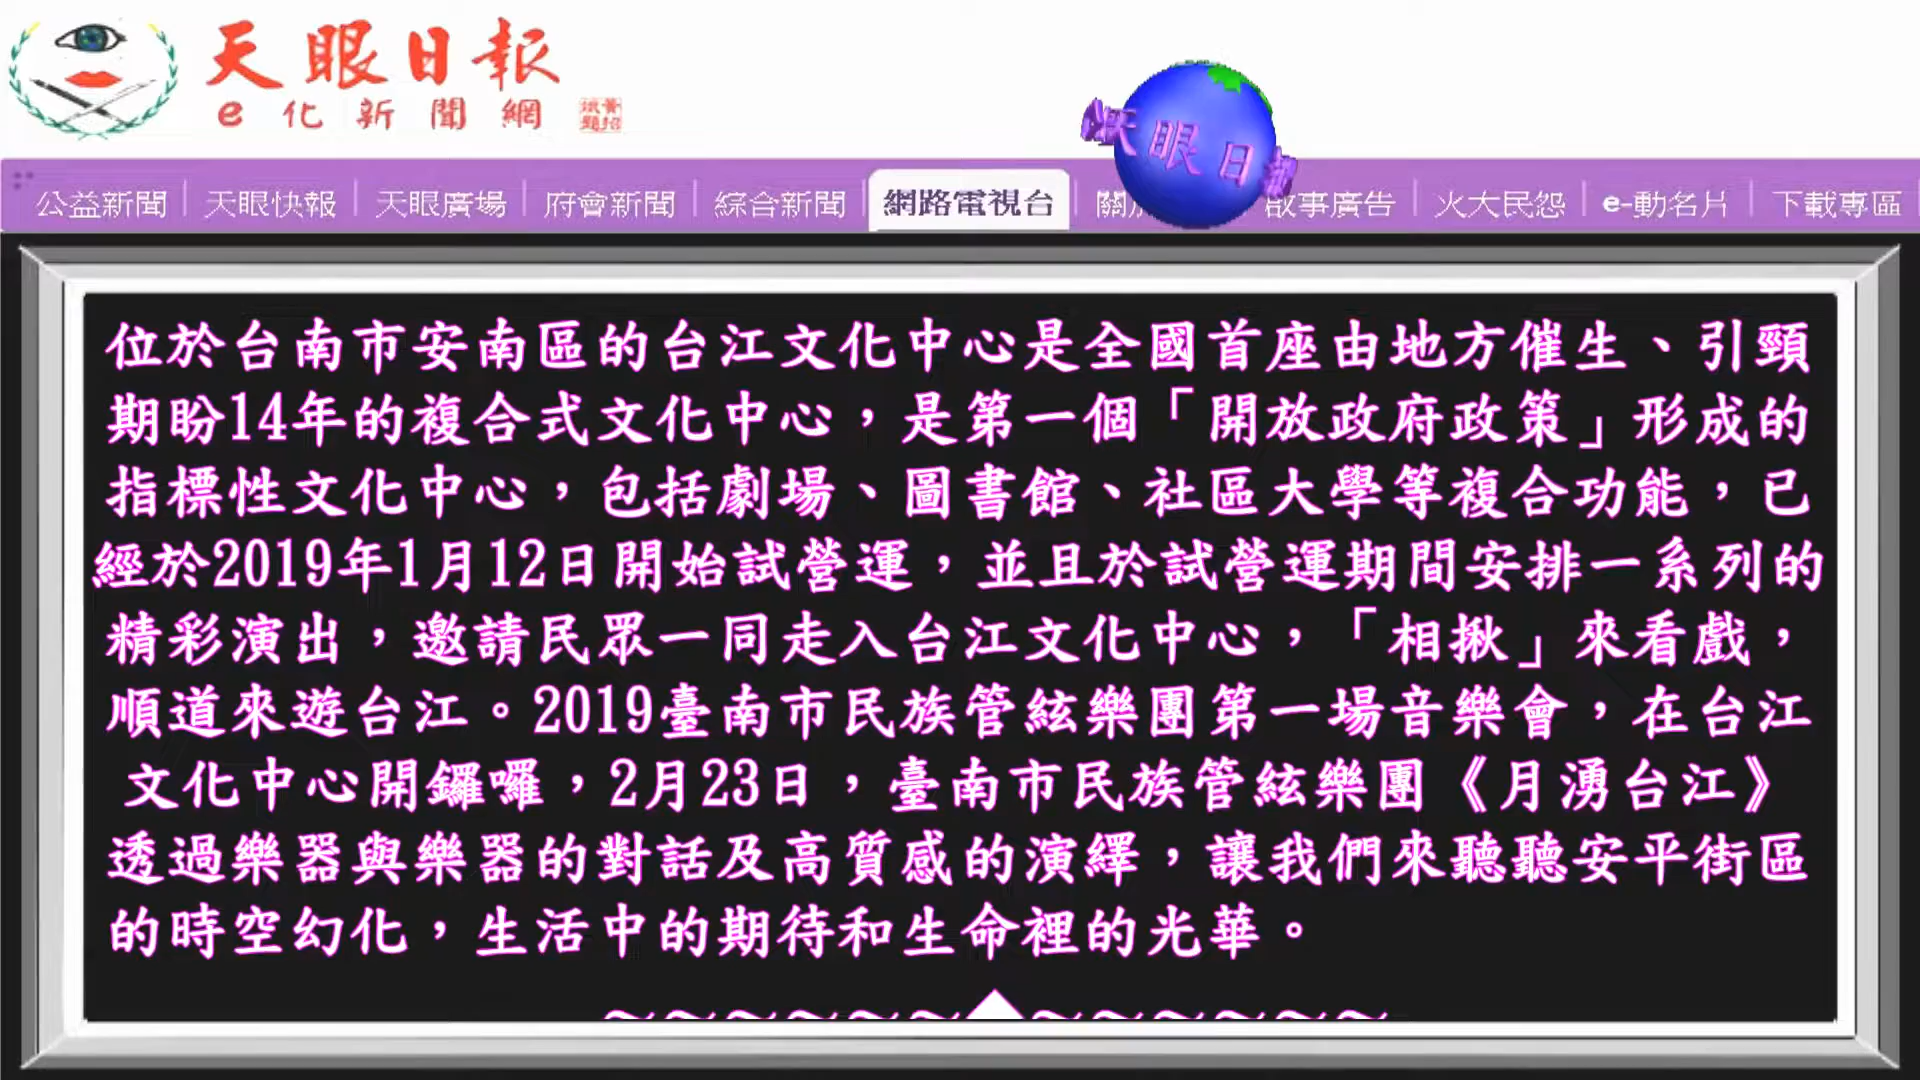 天眼日報
e化新聞網
公益新聞 天眼快報 天眼廣場 府會新聞 綜合新聞 網路電視台 關 啟事廣告 火大民怨 e-動名片 下載專區
天眼日報
位於台南市安南區的台江文化中心是全國首座由地方催生、引頸
期盼14年的複合式文化中心，是第一個「開放政府政策」形成的
指標性文化中心，包括劇場、圖書館、社區大學等複合功能，已
經於2019年1月12日開始試營運，並且於試營運期間安排一系列的
精彩演出，邀請民眾一同走入台江文化中心，「相揪」來看戲，
順道來遊台江。2019臺南市民族管絃樂團第一場音樂會，在台江
文化中心開鑼囉，2月23日，臺南市民族管絃樂團《月湧台江》
透過樂器與樂器的對話及高質感的演繹，讓我們來聽聽安平街區
的時空幻化，生活中的期待和生命裡的光華。